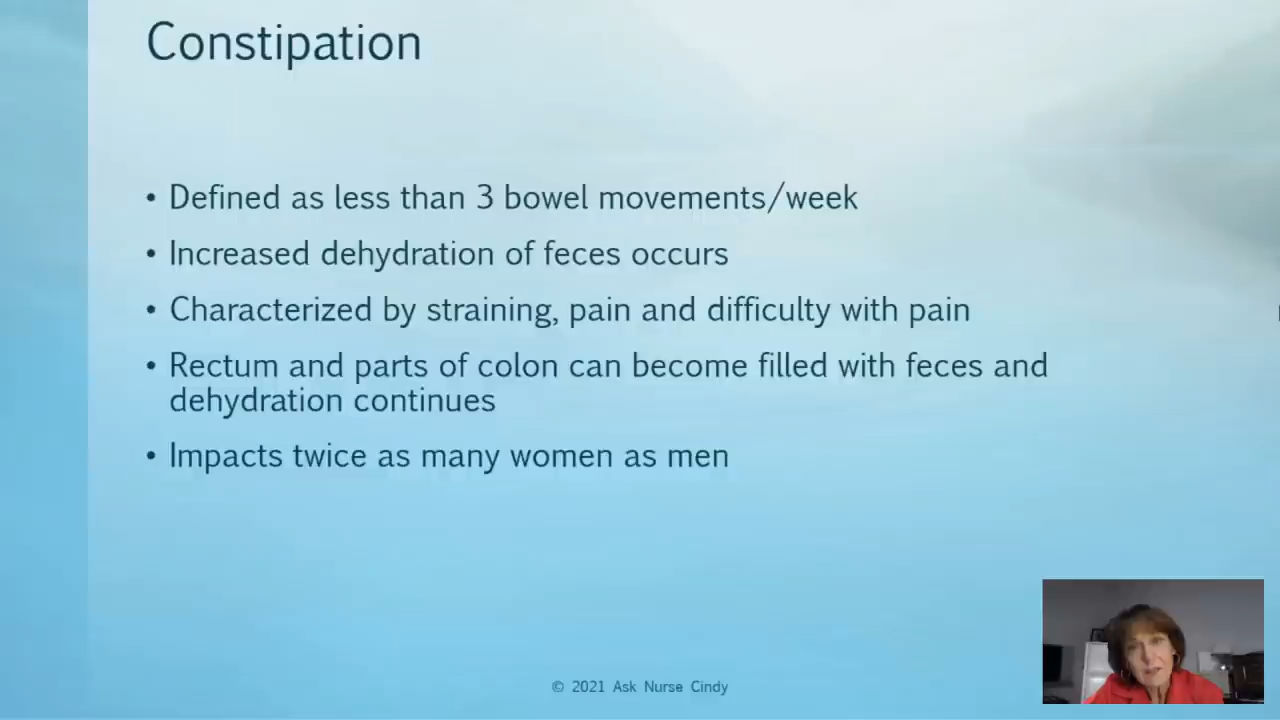 Constipation
• Defined as less than 3 bowel movements/week
• Increased dehydration of feces occurs
• Characterized by straining, pain and difficulty with pain
• Rectum and parts of colon can become filled with feces and
dehydration continues
• Impacts twice as many women as men
© 2021 Ask Nurse Cindy